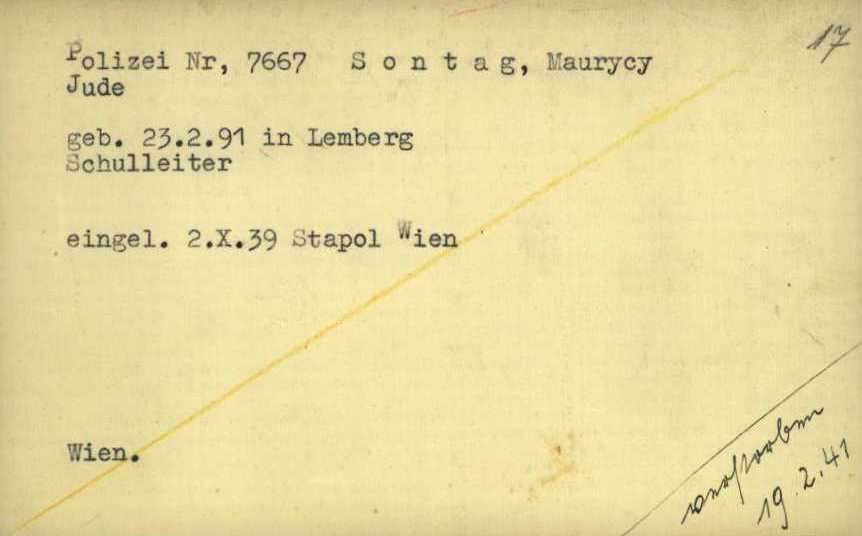 17
Polizei Nr, 7667 S o n t a g, Maurycy
Jude
geb. 23.2.91 in Lemberg
Schulleiter
eingel. 2.X.39 Stapol Wien
Wien.
verstorben
19.2.41